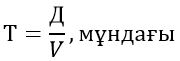 T = Д/V, мұндағы